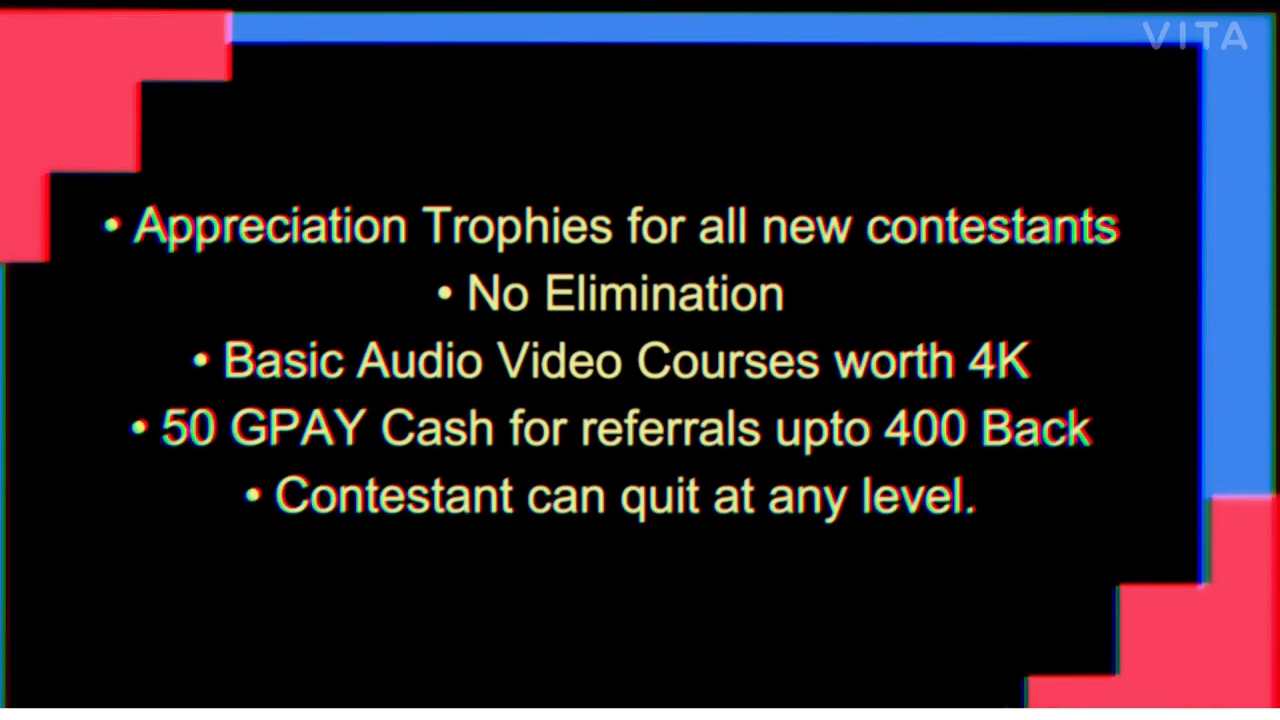 VITA
• Appreciation Trophies for all new contestants
• No Elimination
• Basic Audio Video Courses worth 4K
• 50 GPAY Cash for referrals upto 400 Back
• Contestant can quit at any level.